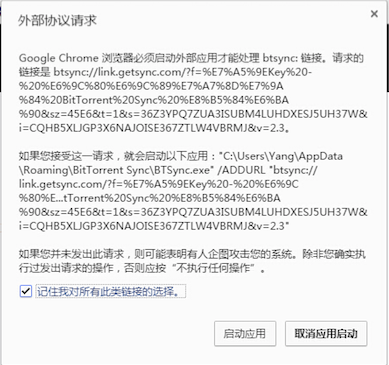 外部协议请求
Google Chrome 浏览器必须启动外部应用才能处理 btsync: 链接。请求的
链接是 btsync://link.getsync.com/?f=%E7%A5%9EKey%20-
%20%E6%9C%80%E6%9C%89%E7%A7%8D%E7%9A
%84%20BitTorrent%20Sync%20%E8%B5%84%E6%BA
%90&sz=45E6&t=1&s=36Z3YPQ7ZUA3ISUBM4LUHDXESJ5UH37W&
i=CQHB5XLJGP3X6NAJOISE367ZTLW4VBRMJ&v=2.3。
如果您接受这一请求，就会启动以下应用："C:\Users\Yang\AppData
\Roaming\BitTorrent Sync\BTSync.exe" /ADDURL "btsync://
link.getsync.com/?f=%E7%A5%9EKey%20-%20%E6%9C
%80%E...tTorrent%20Sync%20%E8%B5%84%E6%BA
%90&sz=45E6&t=1&s=36Z3YPQ7ZUA3ISUBM4LUHDXESJ5UH37W&
i=CQHB5XLJGP3X6NAJOISE367ZTLW4VBRMJ&v=2.3"
如果您并未发出此请求，则可能表明有人企图攻击您的系统。除非您确实执
行过发出请求的操作，否则应按“不执行任何操作”。
记住我对所有此类链接的选择。
启动应用
取消应用启动